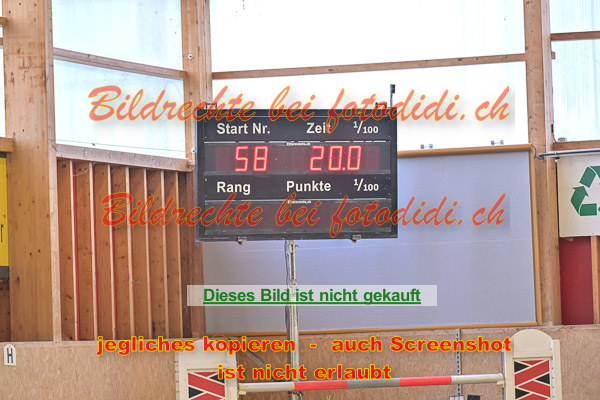 Bildrechte bei fotodidi.ch
Start Nr. Zeit 1/100
58 20.0
Rang Punkte 1/100
Bildrechte bei fotodidi.ch
Dieses Bild ist nicht gekauft
jegliches kopieren - auch Screenshot
ist nicht erlaubt
H